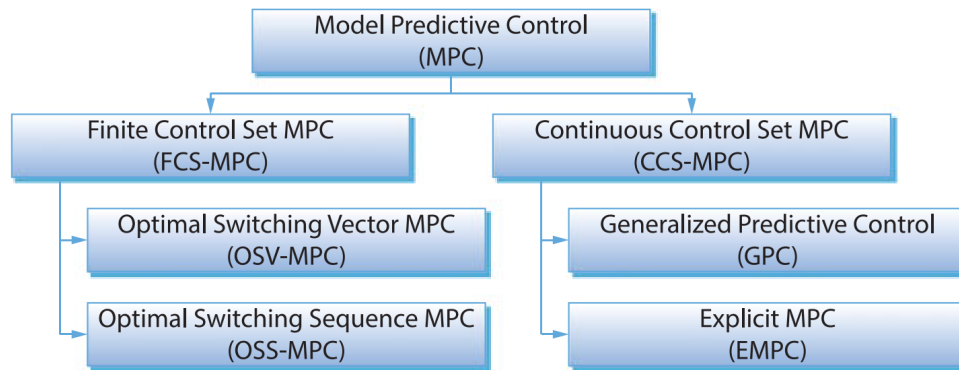 Model Predictive Control
(MPC)
Finite Control Set MPC
(FCS-MPC)
Continuous Control Set MPC
(CCS-MPC)
Optimal Switching Vector MPC
(OSV-MPC)
Generalized Predictive Control
(GPC)
Optimal Switching Sequence MPC
(OSS-MPC)
Explicit MPC
(EMPC)